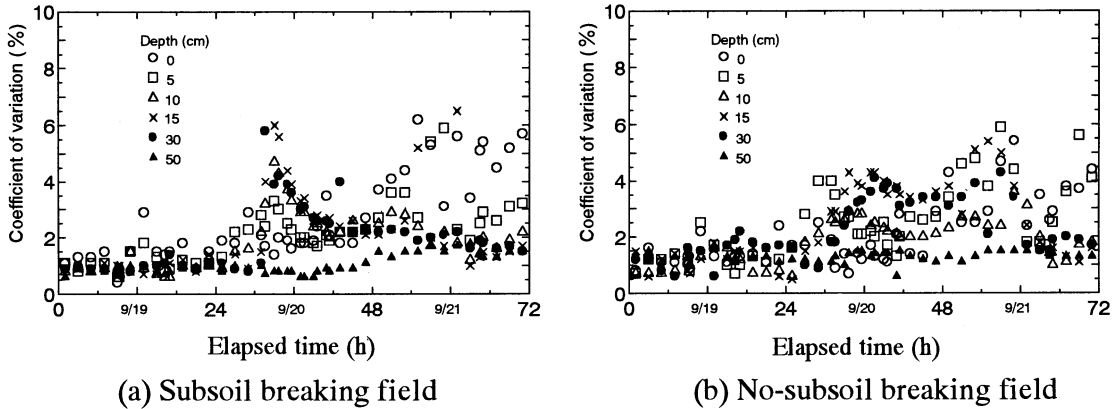 10
8
6
4
2
0
Coefficient of variation (%)
Depth (cm)
0
5
10
15
30
50
0 9/19 24 9/20 48 9/21 72
Elapsed time (h)
(a) Subsoil breaking field
10
8
6
4
2
0
Coefficient of variation (%)
Depth (cm)
0
5
10
15
30
50
0 9/19 24 9/20 48 9/21 72
Elapsed time (h)
(b) No-subsoil breaking field